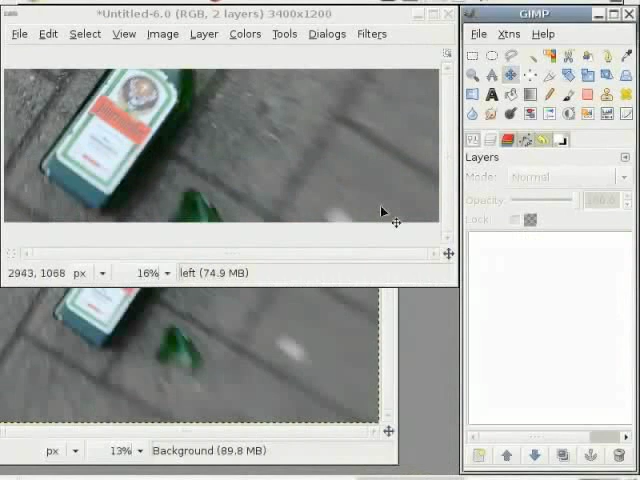 *Untitled-6.0 (RGB, 2 layers) 3400x1200
File Edit Select View Image Layer Colors Tools Dialogs Filters
2943, 1068 px 16% left (74.9 MB)
px 13% Background (89.8 MB)
GIMP
File Xtns Help
Layers
Mode: Normal
Opacity: 100.0
Lock: